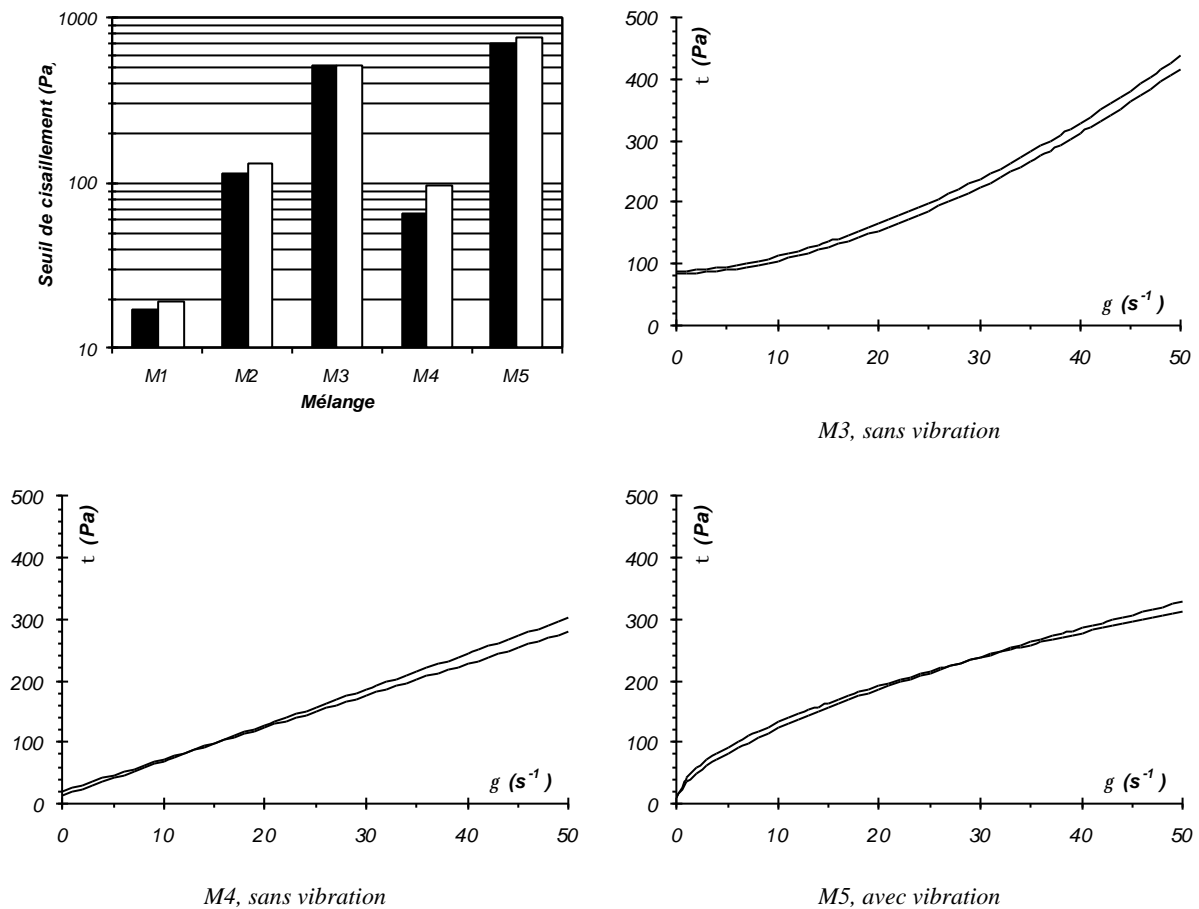 1000
100
10
Seuil de cisaillement (Pa)
M1 M2 M3 M4 M5
Mélange
500
400
300
200
100
0
t (Pa)
g (s-1)
0 10 20 30 40 50
M3, sans vibration
500
400
300
200
100
0
t (Pa)
g (s-1)
0 10 20 30 40 50
M4, sans vibration
500
400
300
200
100
0
t (Pa)
g (s-1)
0 10 20 30 40 50
M5, avec vibration